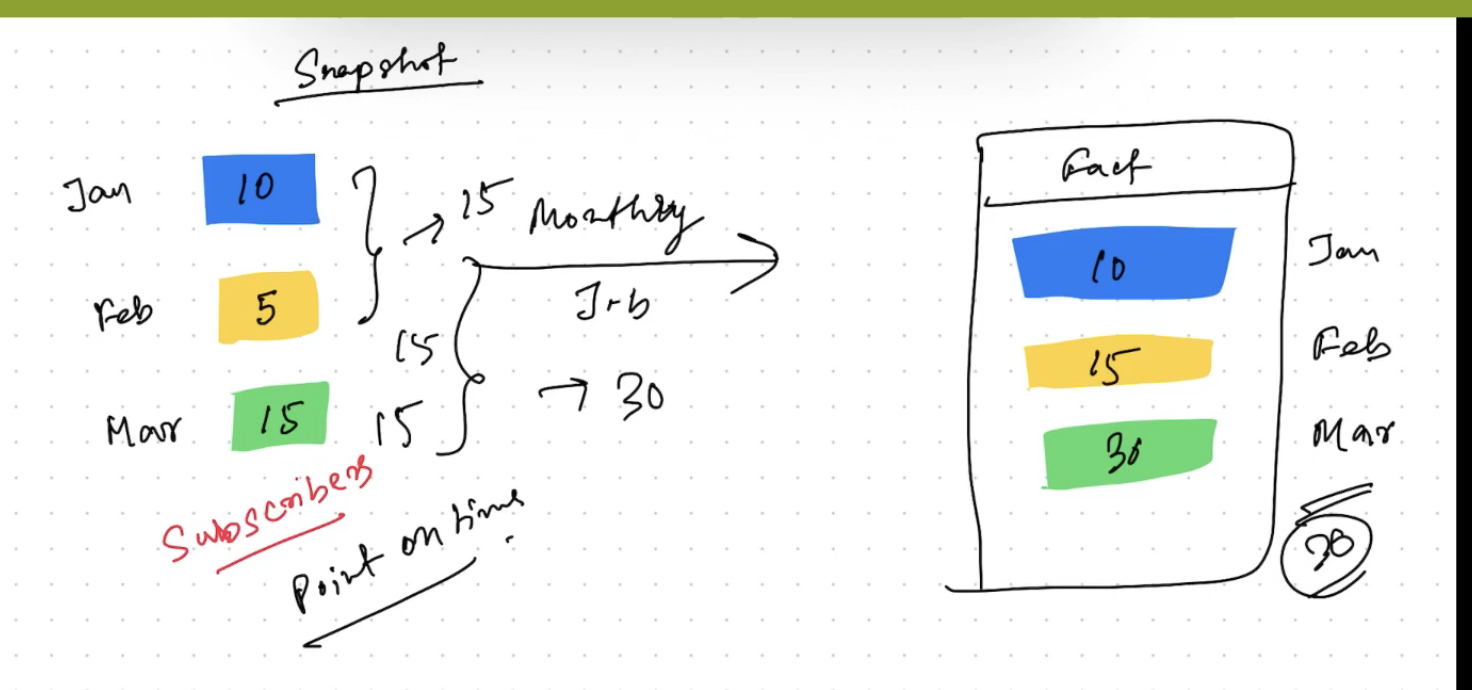 Snapshot
Jan 10
→ 15
Monthly
Feb 5
Job
15
→ 30
Mar 15 15
Subscribers
Point on time
Fact
10 Jan
15 Feb
30 Mar
30